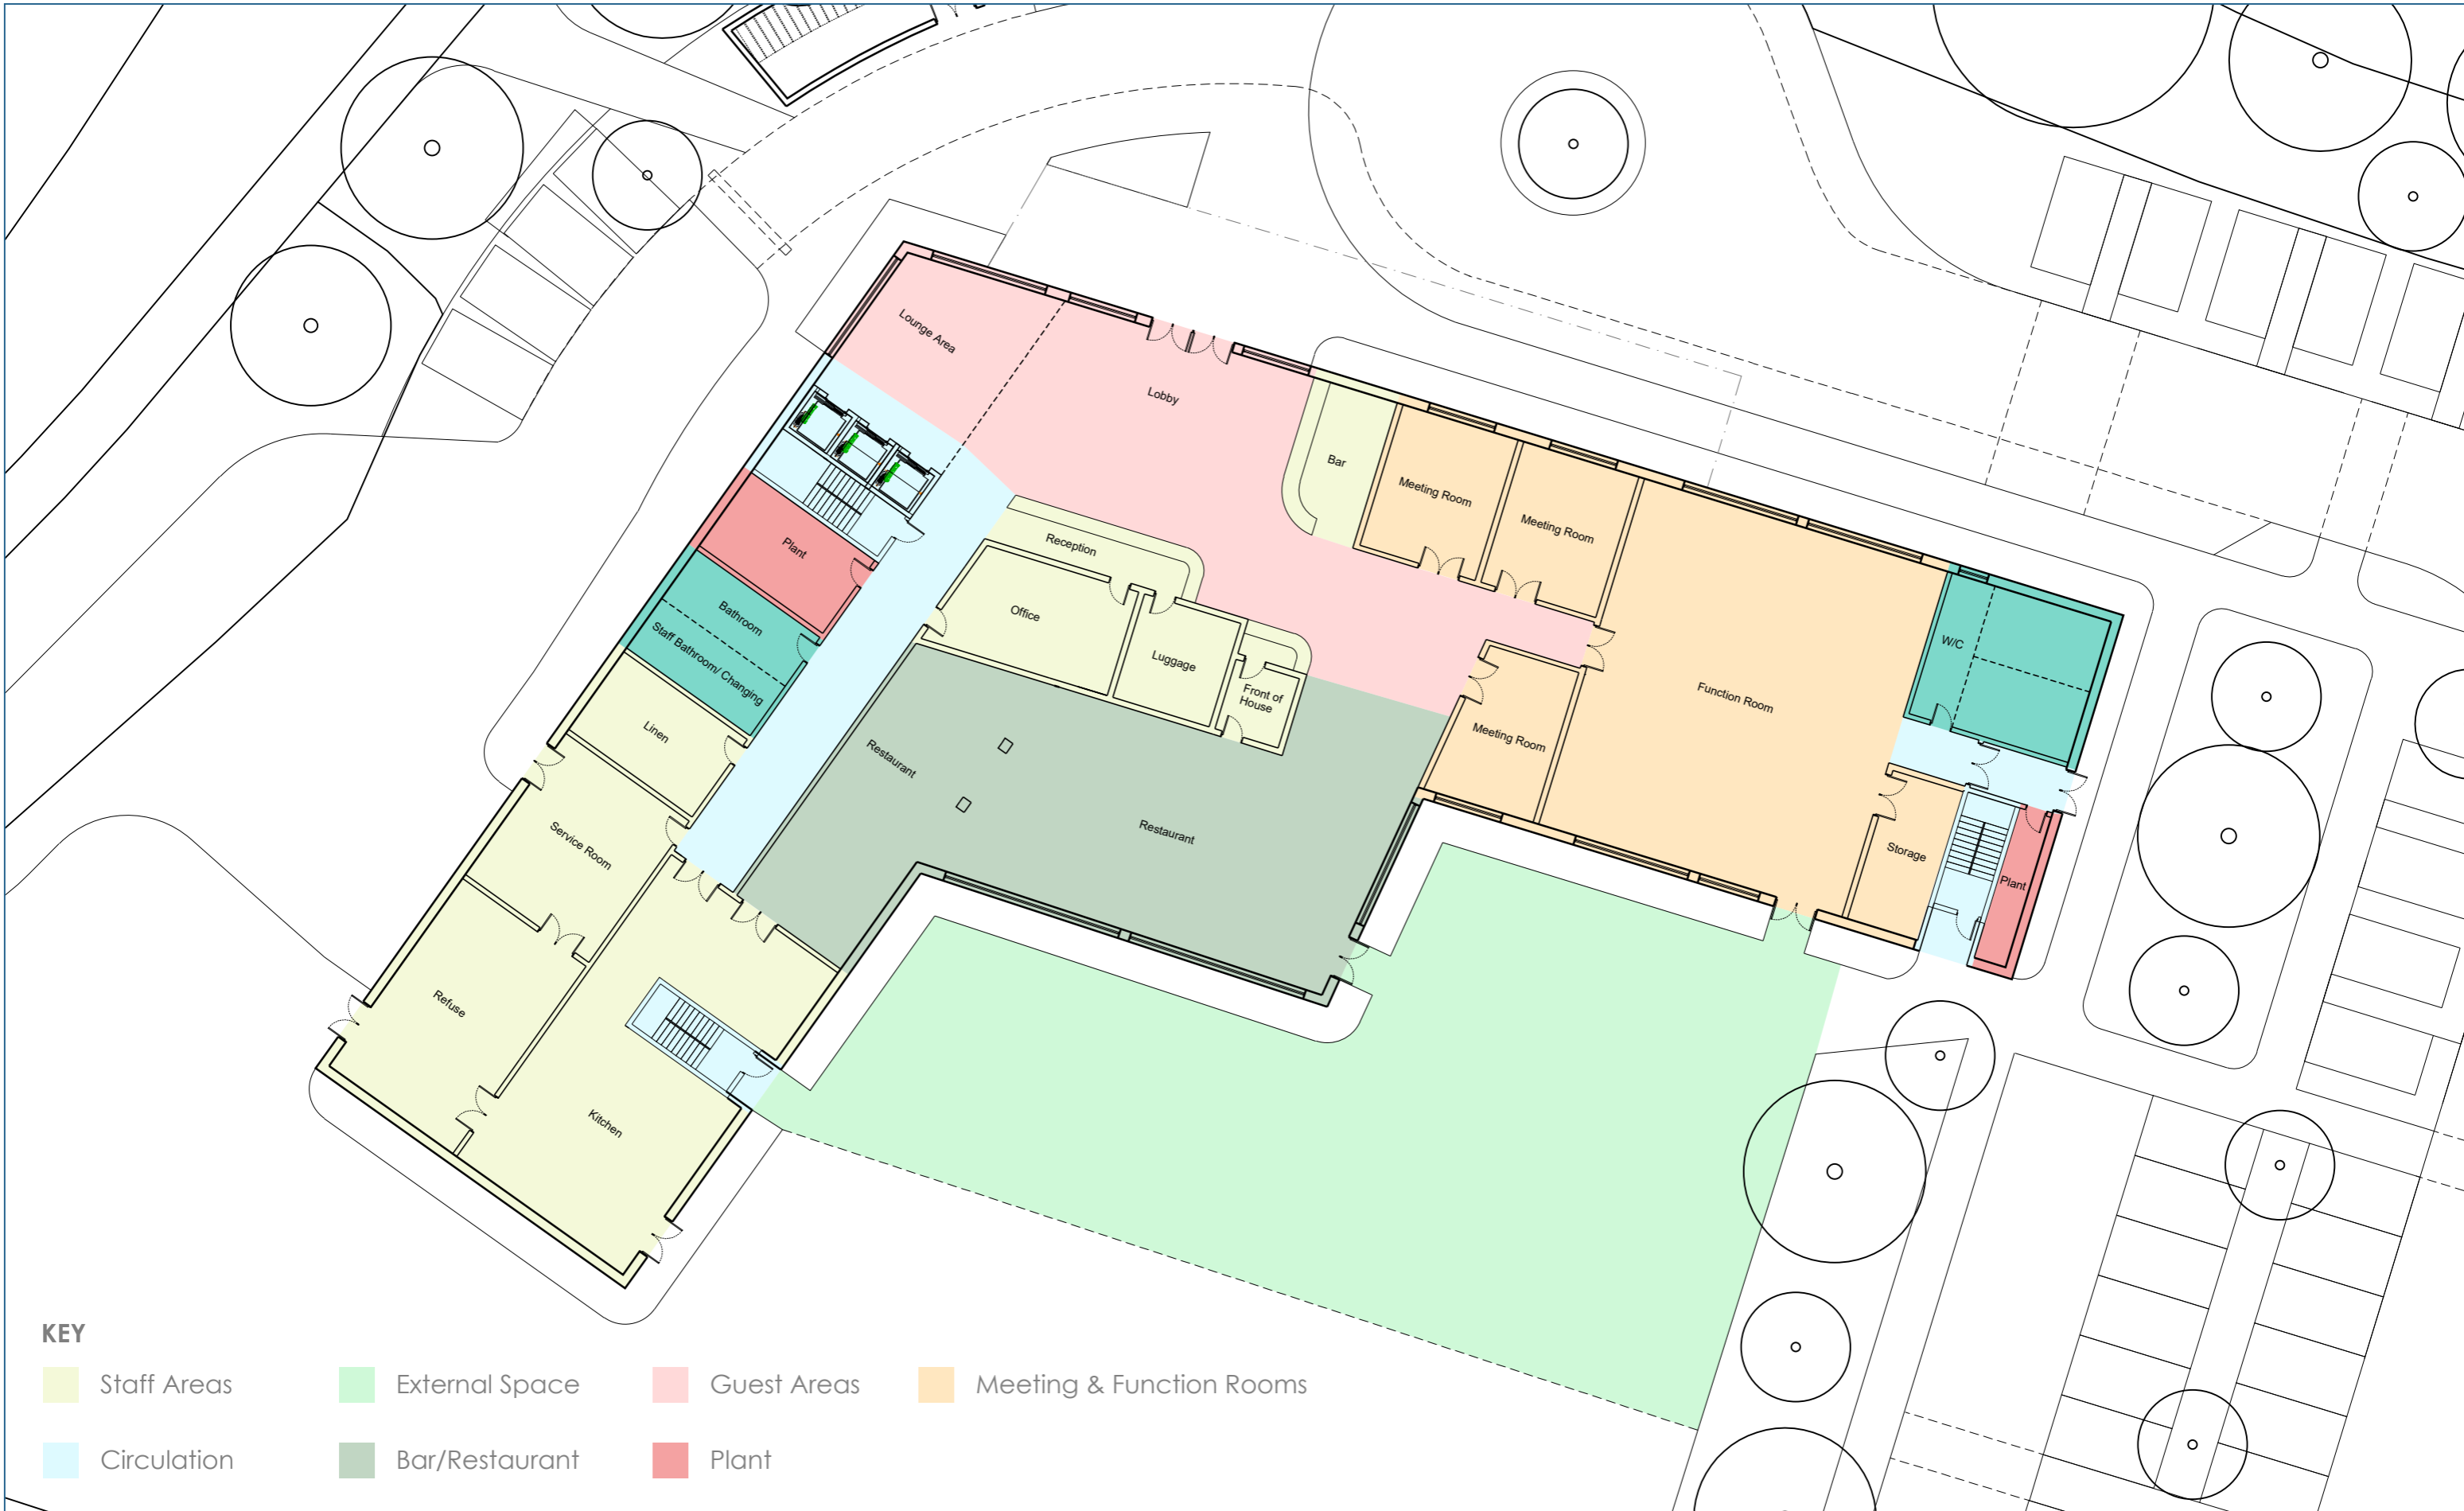 Lounge Area
Lobby
Bar
Meeting Room
Meeting Room
Plant
Reception
Bathroom
Office
Staff Bathroom/ Changing
Luggage
W/C
Front of
House
Function Room
Linen
Restaurant
Meeting Room
Restaurant
Service Room
Storage
Plant
Refuse
Kitchen
KEY
Staff Areas
External Space
Guest Areas
Meeting & Function Rooms
Circulation
Bar/Restaurant
Plant